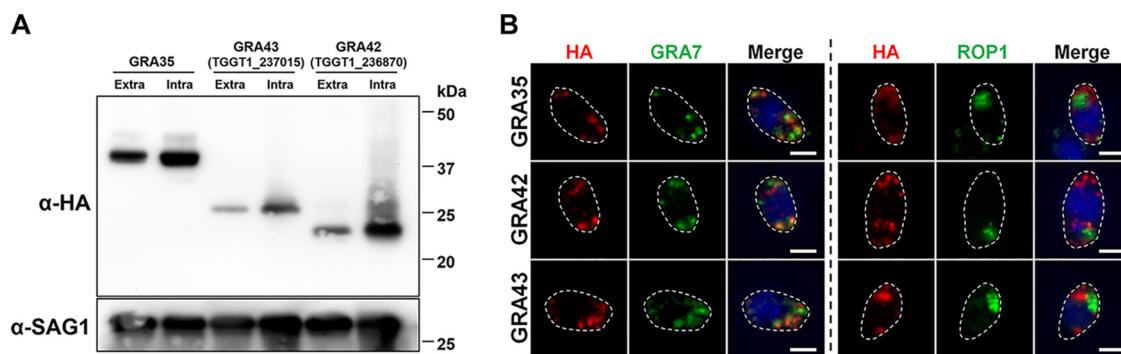 A
GRA35
GRA43
(TGGT1_237015)
GRA42
(TGGT1_236870)
Extra Intra Extra Intra Extra Intra
kDa
50
37
α-HA
25
20
α-SAG1
25
B
HA GRA7 Merge HA ROP1 Merge
GRA35
GRA42
GRA43